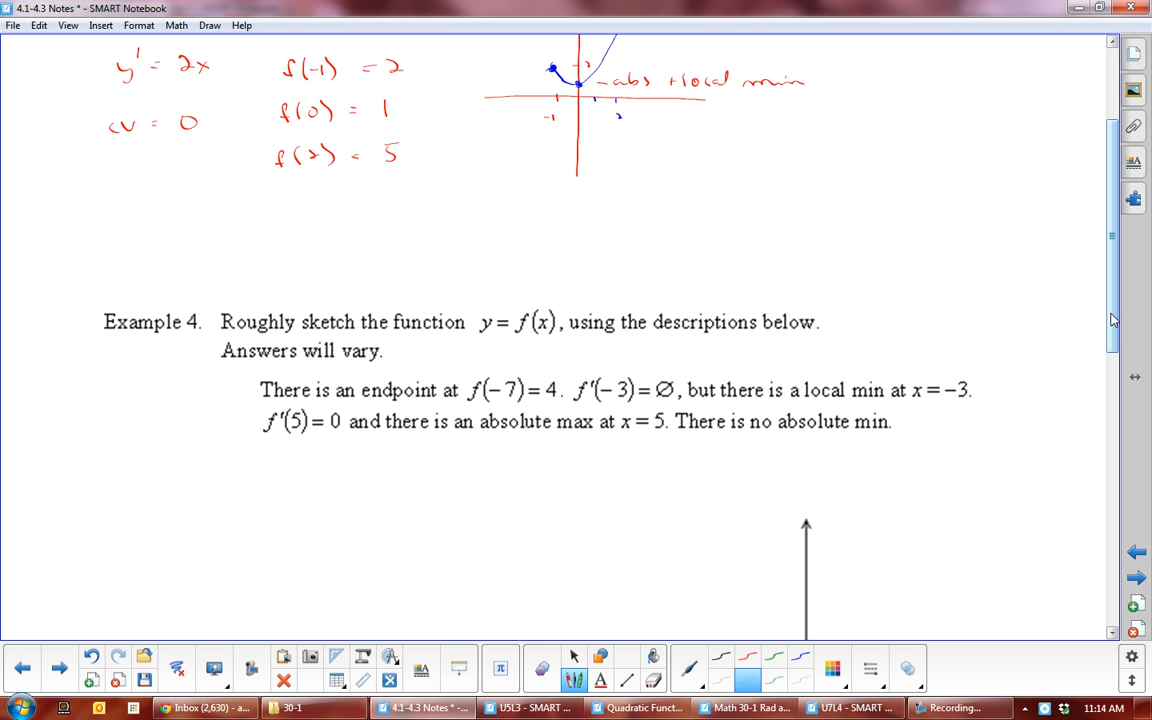 4.1-4.3 Notes * - SMART Notebook
File Edit View Insert Format Math Draw Help
y' = 2x f(-1) = 2
2
- abs + local min
cv = 0 f(0) = 1
-1 2
f(2) = 5
Example 4. Roughly sketch the function y = f(x), using the descriptions below.
Answers will vary.
There is an endpoint at f(−7) = 4. f'(−3) = ∅, but there is a local min at x = −3.
f'(5) = 0 and there is an absolute max at x = 5. There is no absolute min.
π
A
Inbox (2,630) - a... 30-1 4.1-4.3 Notes * -... U5L3 - SMART ... Quadratic Funct... Math 30-1 Rad a... U7L4 - SMART ... Recording... 11:14 AM